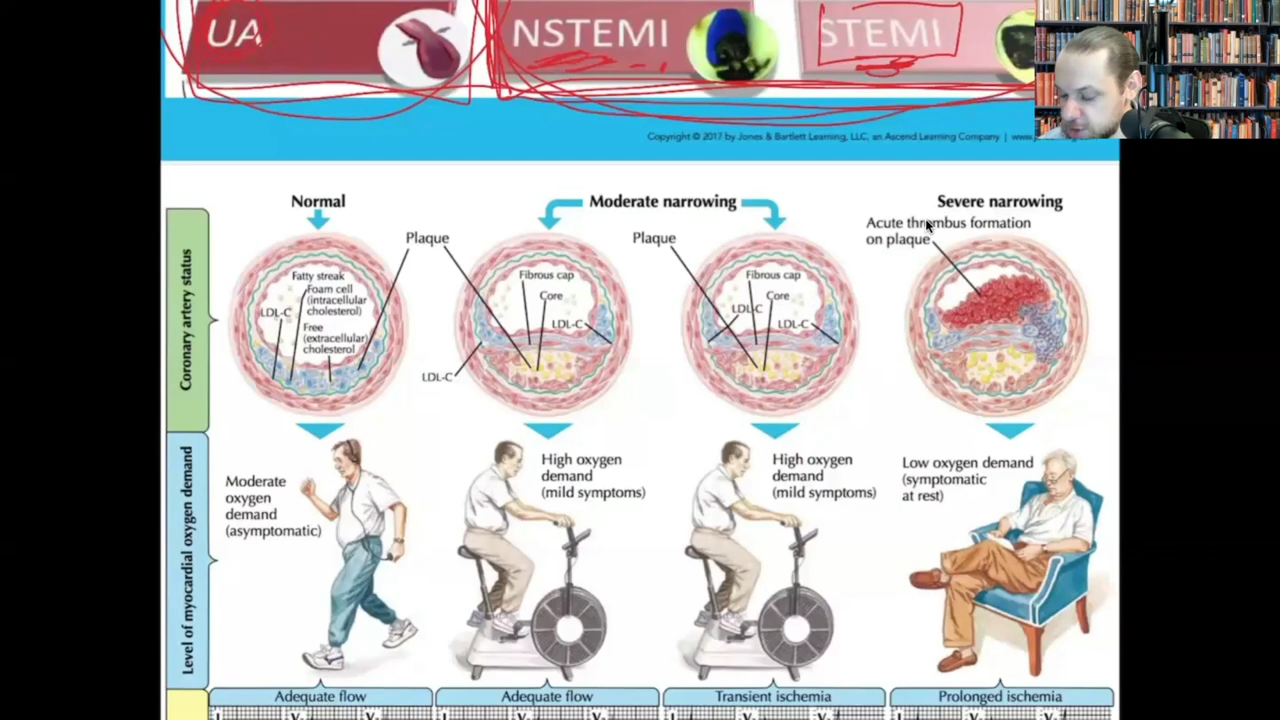 UA
NSTEMI
STEMI
Copyright © 2017 by Jones & Bartlett Learning, LLC, an Ascend Learning Company |
Normal
Moderate narrowing
Severe narrowing
Acute thrombus formation
on plaque
Plaque
Plaque
Fatty streak
Foam cell
(intracellular
cholesterol)
LDL-C
Free
(extracellular)
cholesterol
Fibrous cap
Core
LDL-C
LDL-C
Fibrous cap
Core
LDL-C
LDL-C
Coronary artery status
Level of myocardial oxygen demand
Moderate
oxygen
demand
(asymptomatic)
High oxygen
demand
(mild symptoms)
High oxygen
demand
(mild symptoms)
Low oxygen demand
(symptomatic
at rest)
Adequate flow
Adequate flow
Transient ischemia
Prolonged ischemia